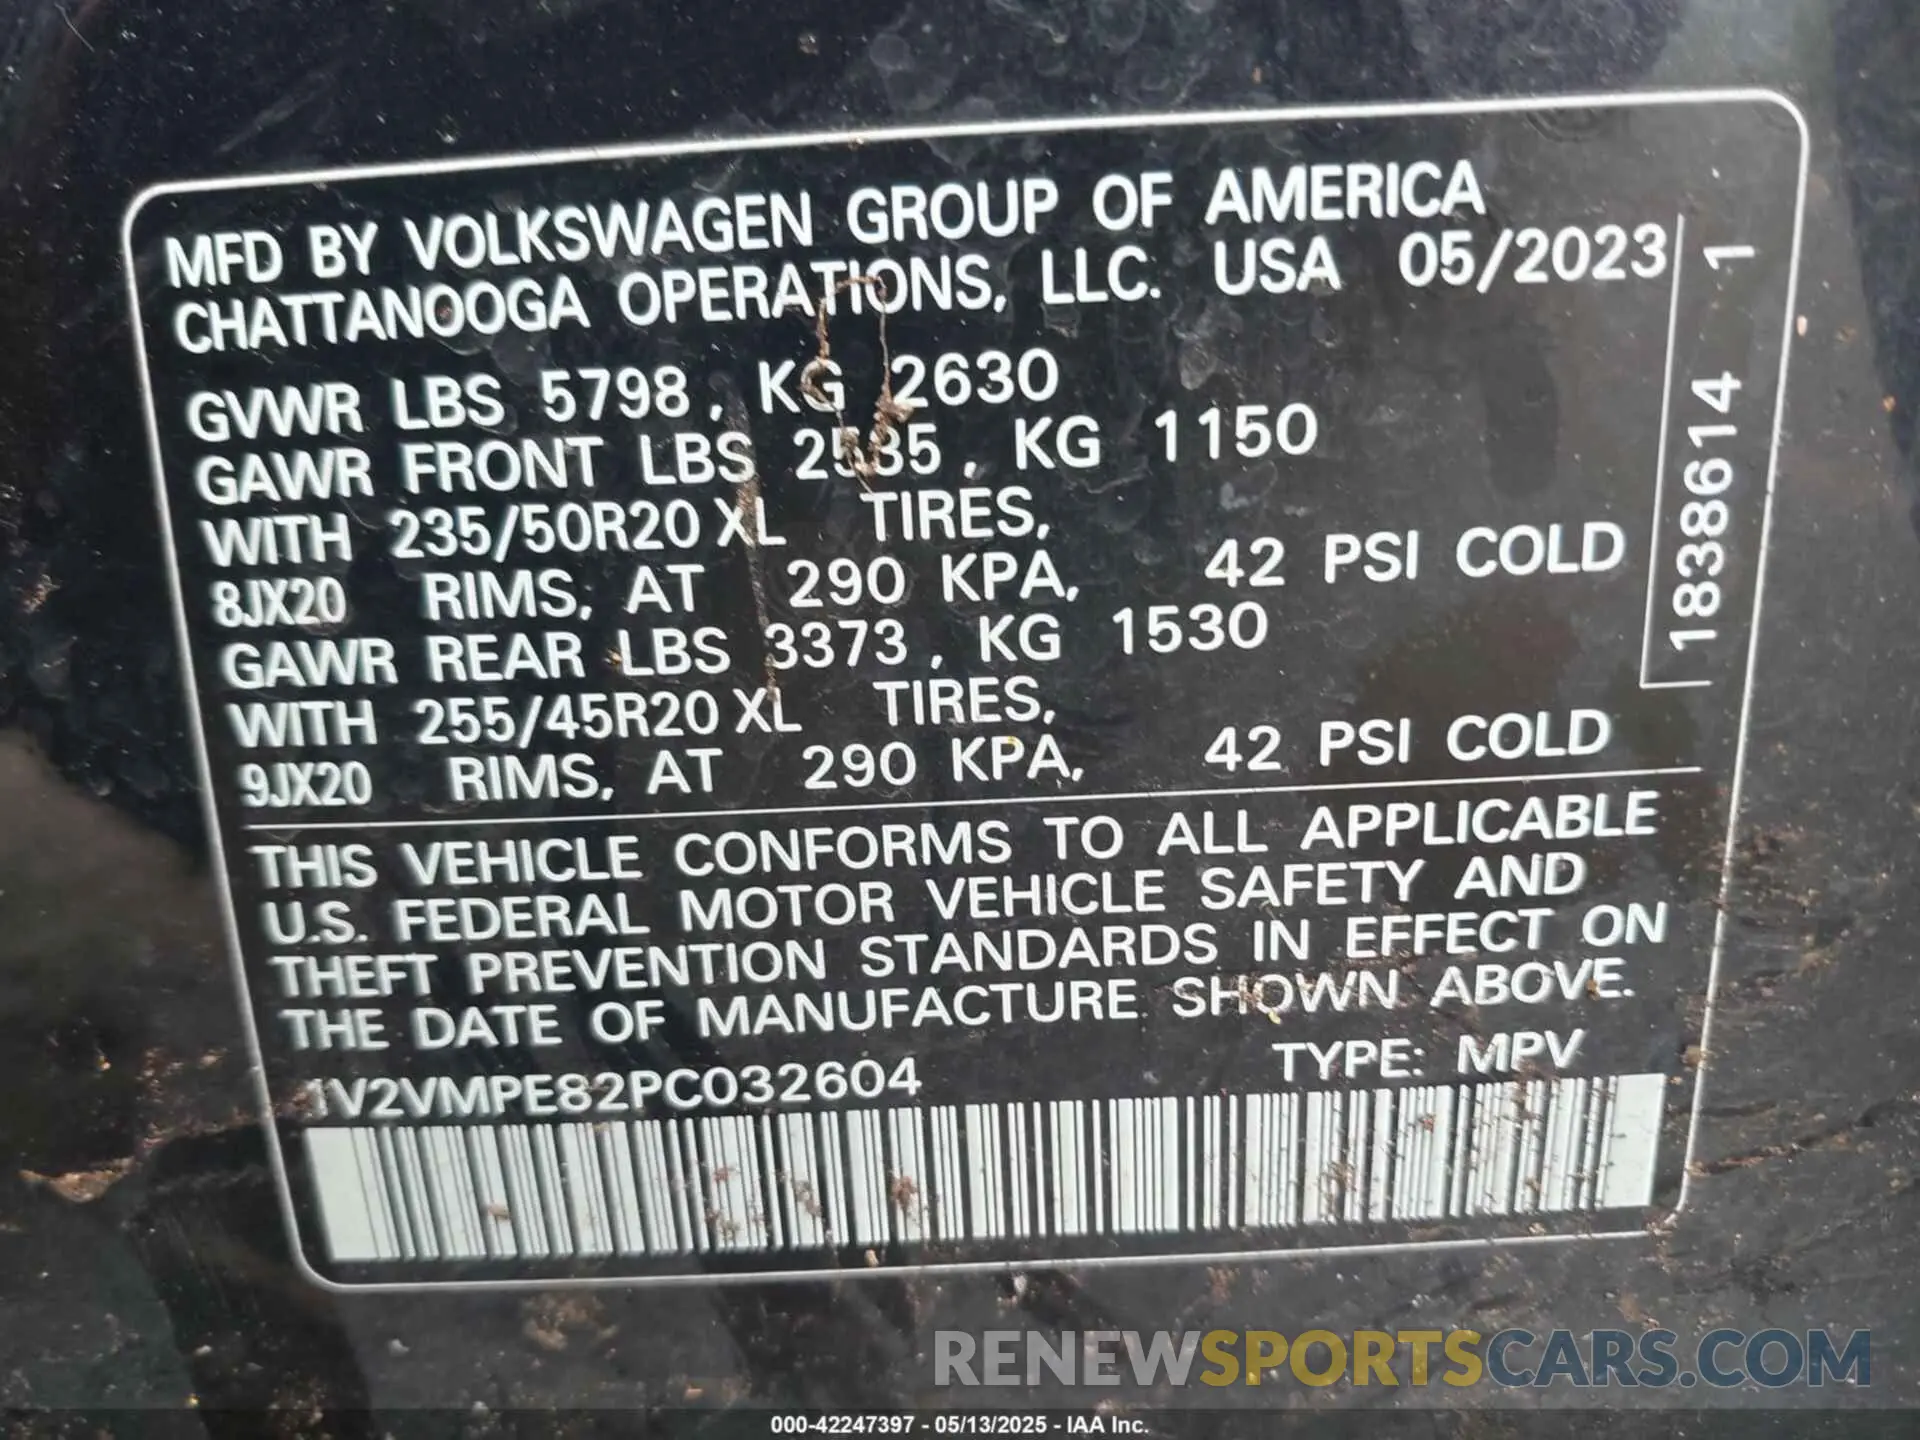 MFD BY VOLKSWAGEN GROUP OF AMERICA
CHATTANOOGA OPERATIONS, LLC. USA 05/2023
GVWR LBS 5798, KG 2630
GAWR FRONT LBS 2535, KG 1150
WITH 235/50R20 XL TIRES,
8JX20 RIMS, AT 290 KPA, 42 PSI COLD
GAWR REAR LBS 3373, KG 1530
WITH 255/45R20 XL TIRES,
9JX20 RIMS, AT 290 KPA, 42 PSI COLD
1838614 1
THIS VEHICLE CONFORMS TO ALL APPLICABLE
U.S. FEDERAL MOTOR VEHICLE SAFETY AND
THEFT PREVENTION STANDARDS IN EFFECT ON
THE DATE OF MANUFACTURE SHOWN ABOVE.
1V2VMPE82PC032604 TYPE: MPV
RENEWSPORTSCARS.COM
000-42247397 - 05/13/2025 - IAA Inc.